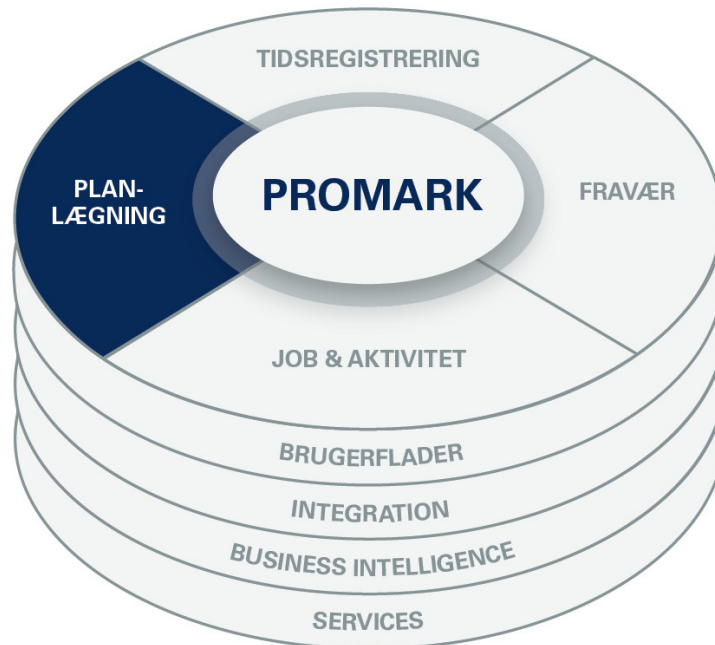 TIDSREGISTRERING
PLAN-
LÆGNING
PROMARK
FRAVÆR
JOB & AKTIVITET
BRUGERFLADER
INTEGRATION
BUSINESS INTELLIGENCE
SERVICES